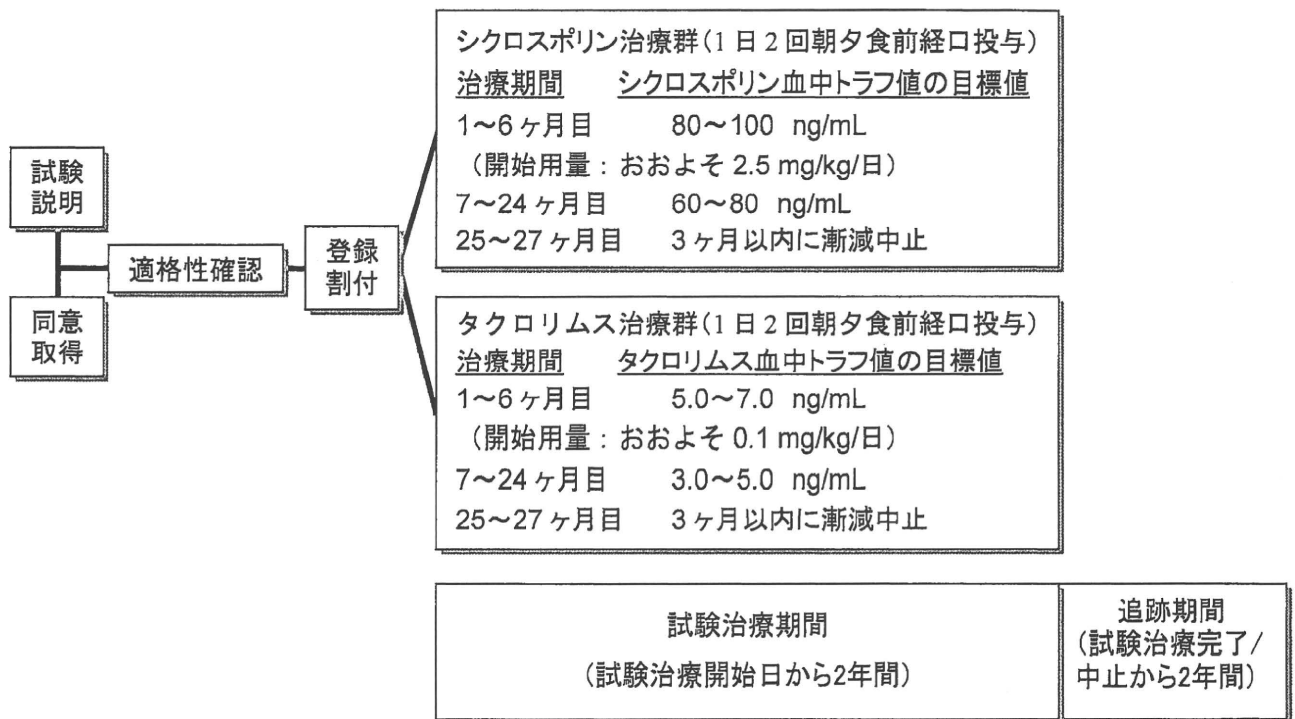 試験
説明
同意
取得
適格性確認
登録
割付
シクロスポリン治療群(1日2回朝夕食前経口投与)
治療期間 シクロスポリン血中トラフ値の目標値
1～6ヶ月目 80～100 ng/mL
(開始用量：おおよそ 2.5 mg/kg/日)
7～24ヶ月目 60～80 ng/mL
25～27ヶ月目 3ヶ月以内に漸減中止
タクロリムス治療群(1日2回朝夕食前経口投与)
治療期間 タクロリムス血中トラフ値の目標値
1～6ヶ月目 5.0～7.0 ng/mL
(開始用量：おおよそ 0.1 mg/kg/日)
7～24ヶ月目 3.0～5.0 ng/mL
25～27ヶ月目 3ヶ月以内に漸減中止
試験治療期間
(試験治療開始日から2年間)
追跡期間
(試験治療完了/
中止から2年間)